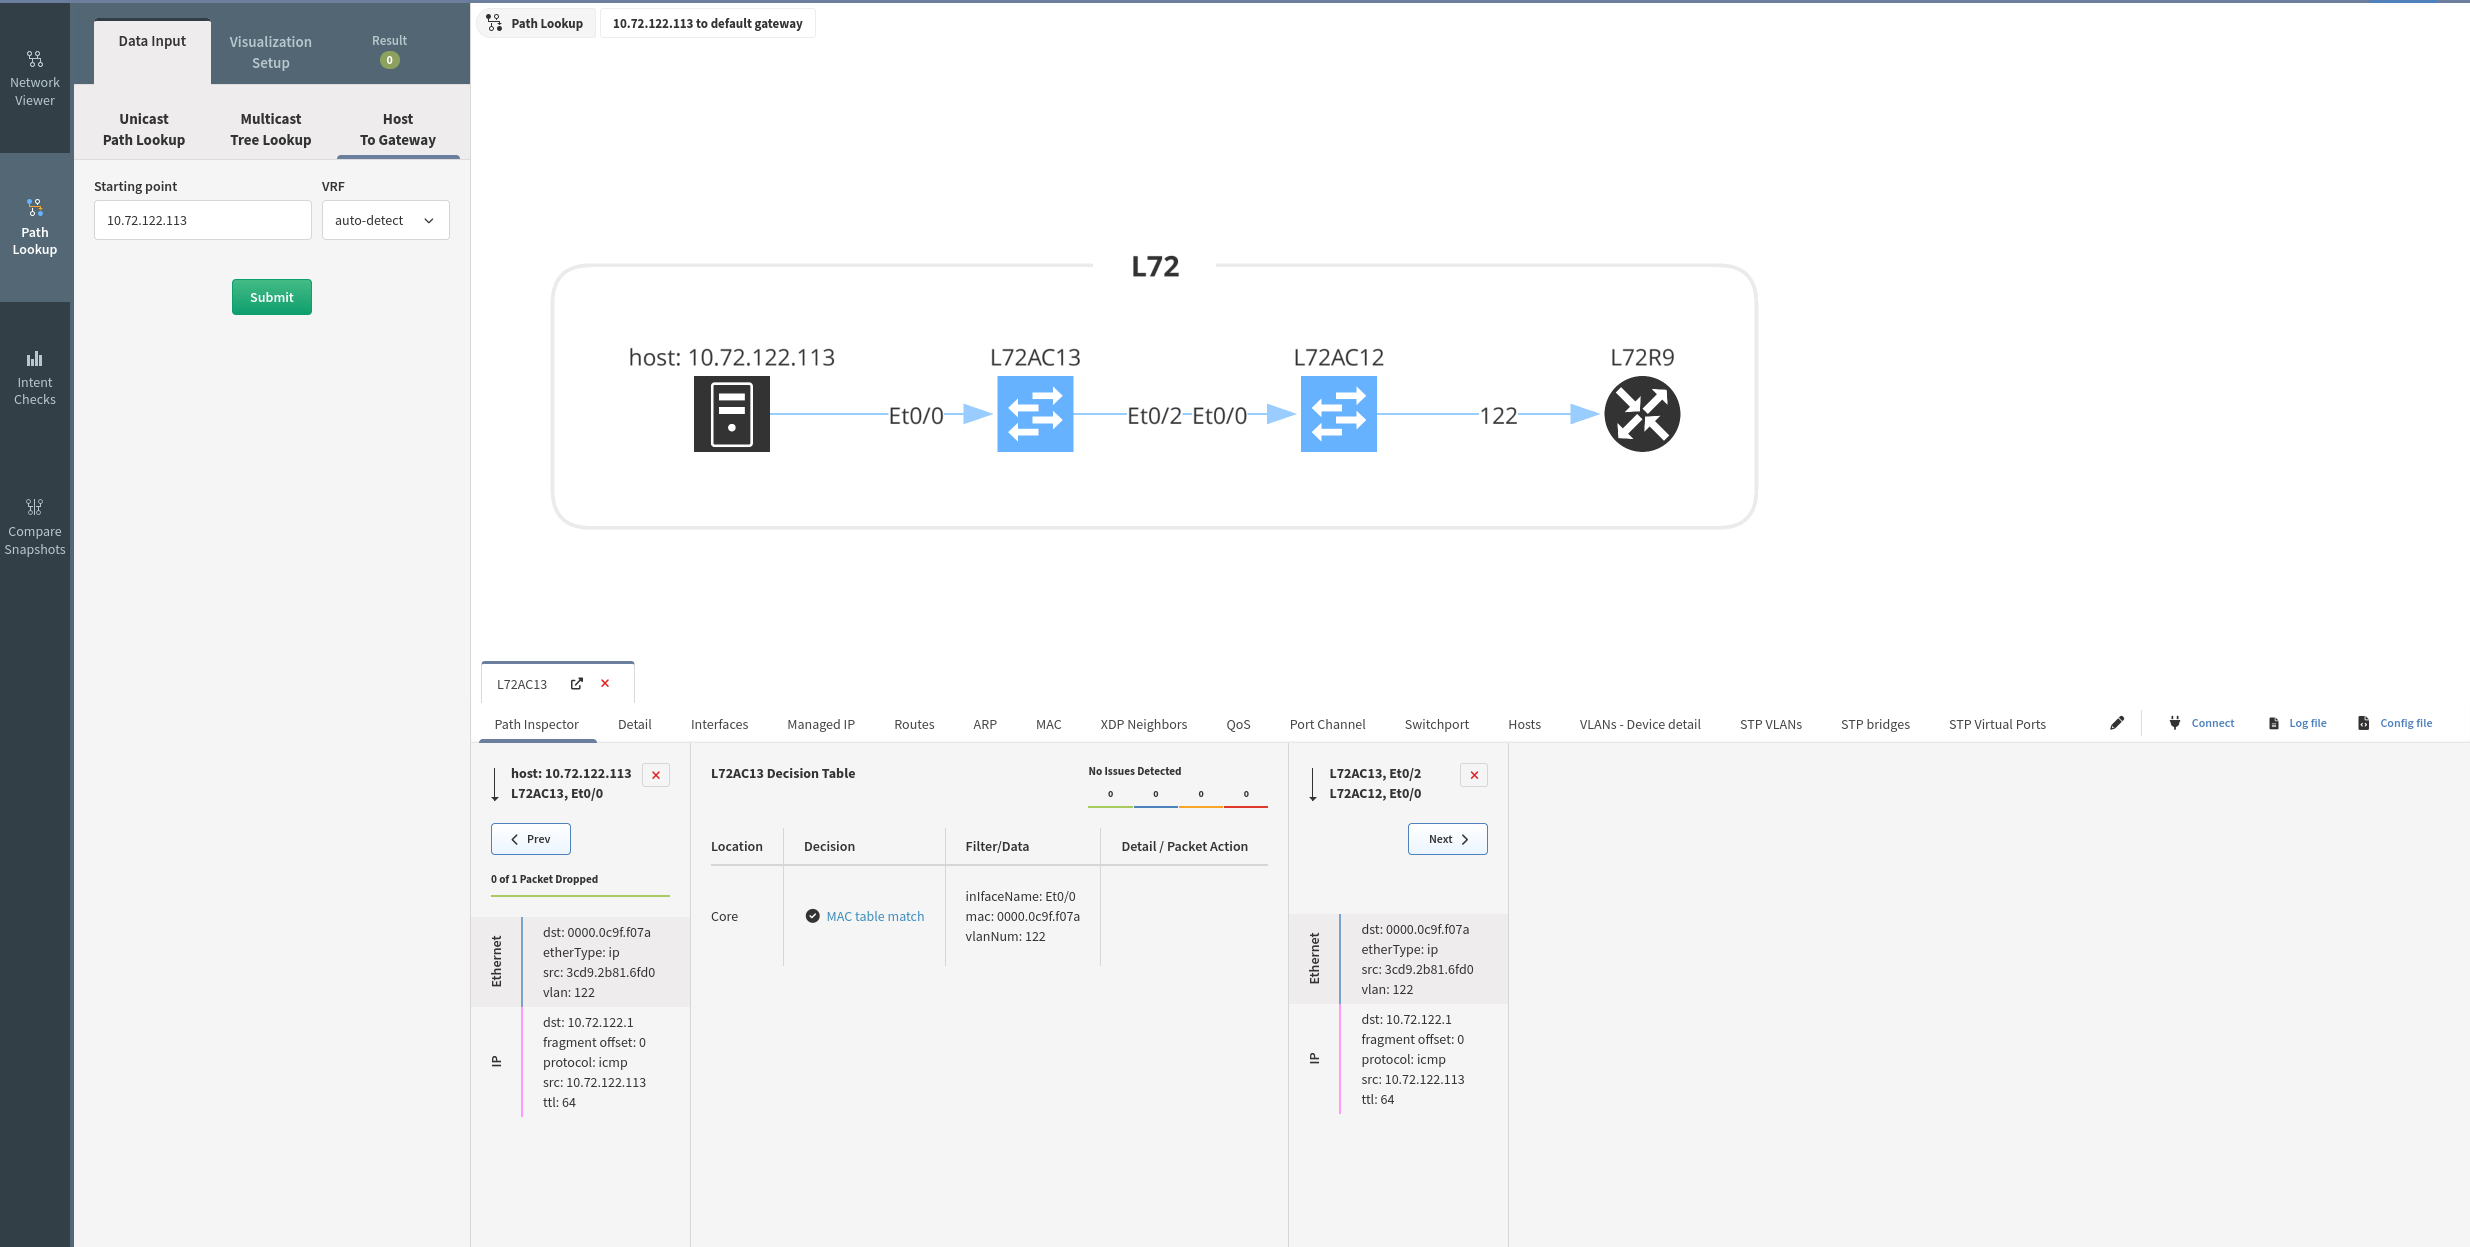 Network
Viewer
Path
Lookup
Intent
Checks
Compare
Snapshots
Data Input
Visualization
Setup
Result
0
Unicast
Path Lookup
Multicast
Tree Lookup
Host
To Gateway
Starting point
VRF
10.72.122.113
auto-detect
Submit
Path Lookup
10.72.122.113 to default gateway
L72
host: 10.72.122.113
L72AC13
L72AC12
L72R9
Et0/0
Et0/2
Et0/0
122
L72AC13
Path Inspector
Detail
Interfaces
Managed IP
Routes
ARP
MAC
XDP Neighbors
QoS
Port Channel
Switchport
Hosts
VLANs - Device detail
STP VLANs
STP bridges
STP Virtual Ports
Connect
Log file
Config file
host: 10.72.122.113
L72AC13, Et0/0
Prev
0 of 1 Packet Dropped
Ethernet
dst: 0000.0c9f.f07a
etherType: ip
src: 3cd9.2b81.6fd0
vlan: 122
IP
dst: 10.72.122.1
fragment offset: 0
protocol: icmp
src: 10.72.122.113
ttl: 64
L72AC13 Decision Table
No Issues Detected
0 0 0 0
Location Decision Filter/Data Detail / Packet Action
Core
MAC table match
inIfaceName: Et0/0
mac: 0000.0c9f.f07a
vlanNum: 122
L72AC13, Et0/2
L72AC12, Et0/0
Next
Ethernet
dst: 0000.0c9f.f07a
etherType: ip
src: 3cd9.2b81.6fd0
vlan: 122
IP
dst: 10.72.122.1
fragment offset: 0
protocol: icmp
src: 10.72.122.113
ttl: 64